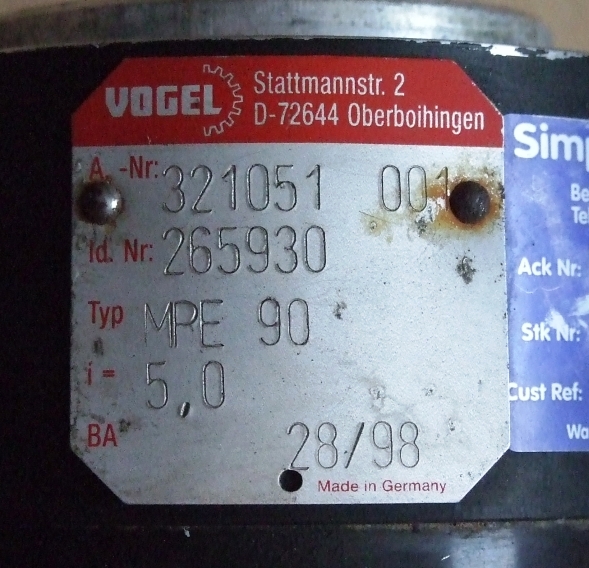 VOGEL
Stattmannstr. 2
D-72644 Oberboihingen
A. -Nr: 321051 001
Id. Nr: 265930
Typ MPE 90
i = 5,0
BA 28/98
Made in Germany
Ack Nr:
Stk Nr:
Cust Ref: